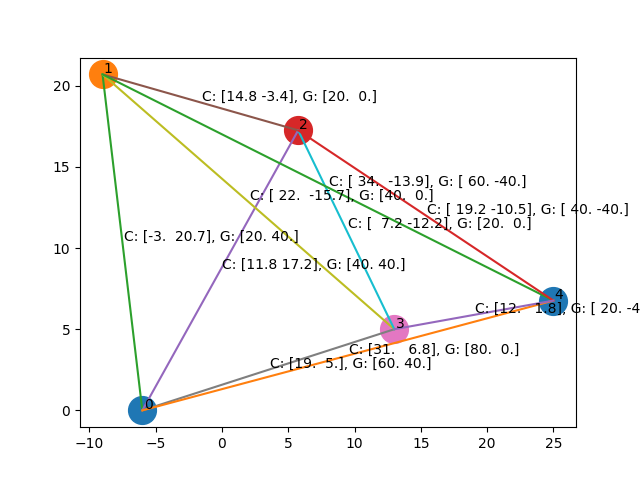 1
C: [14.8 -3.4], G: [20.  0.]
2
C: [ 34.  -13.9], G: [ 60. -40.]
C: [ 22.  -15.7], G: [40.  0.]
C: [ 19.2 -10.5], G: [ 40. -40.]
C: [  7.2 -12.2], G: [20.  0.]
C: [-3.  20.7], G: [20. 40.]
C: [11.8 17.2], G: [40. 40.]
4
C: [12.   1.8], G: [ 20. -4
3
C: [31.   6.8], G: [80.  0.]
C: [19.  5.], G: [60. 40.]
0
20
15
10
5
0
−10 −5 0 5 10 15 20 25